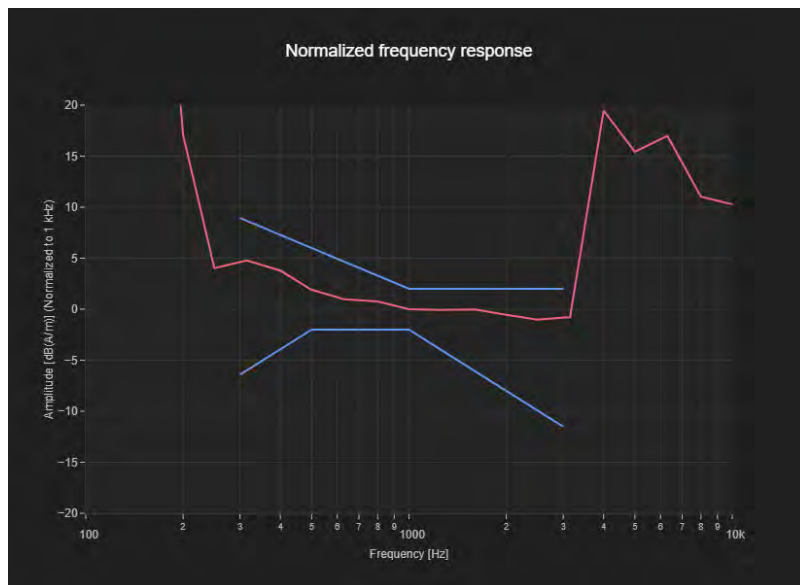 Normalized frequency response
Amplitude [dB(A/m)] (Normalized to 1 kHz)
20
15
10
5
0
−5
−10
−15
−20
100 2 3 4 5 6 7 8 9 1000 2 3 4 5 6 7 8 9 10k
Frequency [Hz]